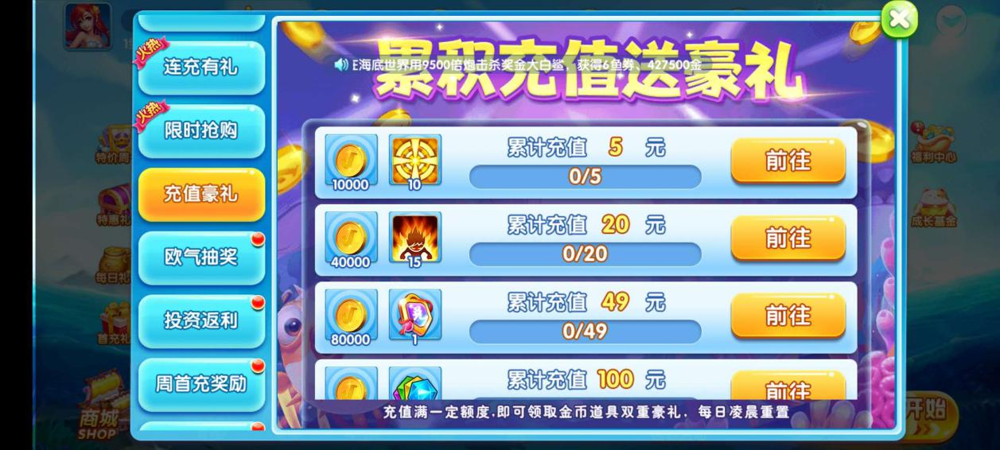 火热
连充有礼
火热
限时抢购
充值豪礼
欧气抽奖
投资返利
周首充奖励
累积充值送豪礼
E海底世界用9500倍炮击杀奖金大白鲨，获得6鱼券、427500金
10000
10
累计充值 5 元
0/5
前往
40000
15
累计充值 20 元
0/20
前往
80000
1
累计充值 49 元
0/49
前往
累计充值 100 元
前往
充值满一定额度.即可领取金币道具双重豪礼，每日凌晨重置
特价周
特惠礼
每日礼
首充礼
商城
SHOP
福利中心
成长基金
开始